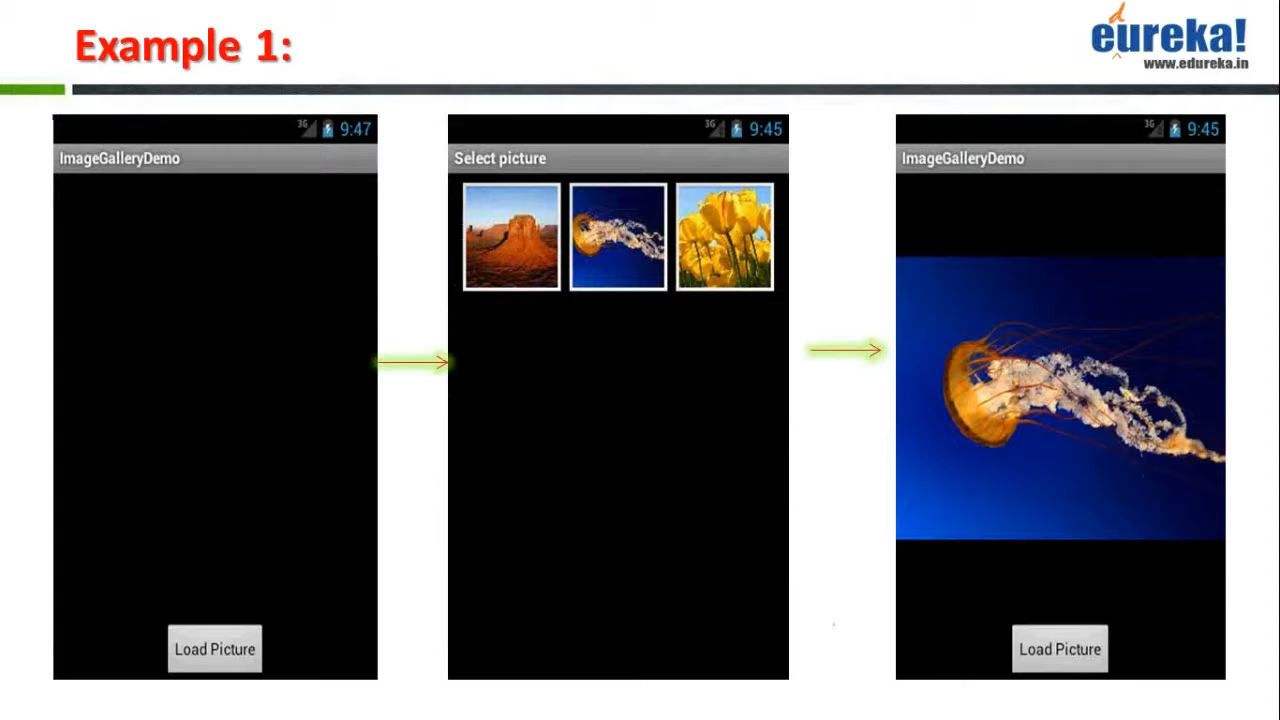 Example 1:
edureka!
www.edureka.in
3G 9:47
ImageGalleryDemo
Load Picture
3G 9:45
Select picture
3G 9:45
ImageGalleryDemo
Load Picture